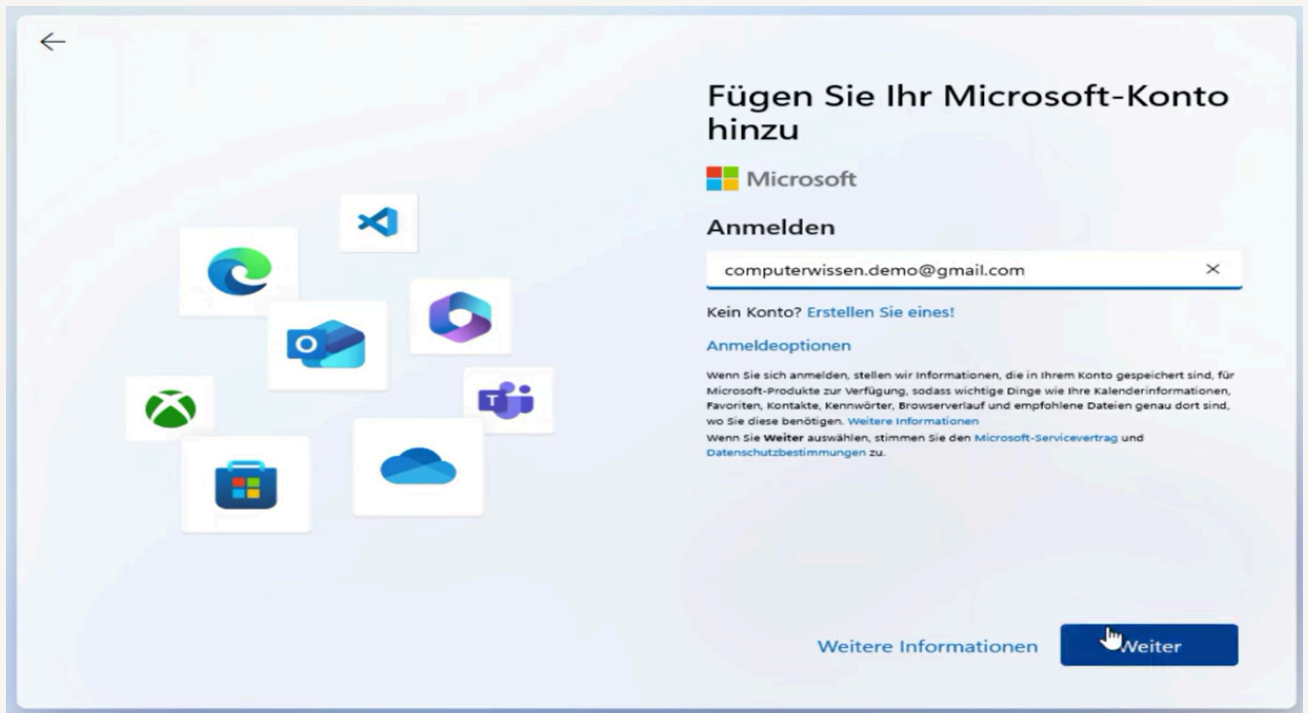 Fügen Sie Ihr Microsoft-Konto
hinzu
Microsoft
Anmelden
computerwissen.demo@gmail.com
Kein Konto? Erstellen Sie eines!
Anmeldeoptionen
Wenn Sie sich anmelden, stellen wir Informationen, die in Ihrem Konto gespeichert sind, für
Microsoft-Produkte zur Verfügung, sodass wichtige Dinge wie Ihre Kalenderinformationen,
Favoriten, Kontakte, Kennwörter, Browserverlauf und empfohlene Dateien genau dort sind,
wo Sie diese benötigen. Weitere Informationen
Wenn Sie Weiter auswählen, stimmen Sie den Microsoft-Servicevertrag und
Datenschutzbestimmungen zu.
Weitere Informationen
Weiter